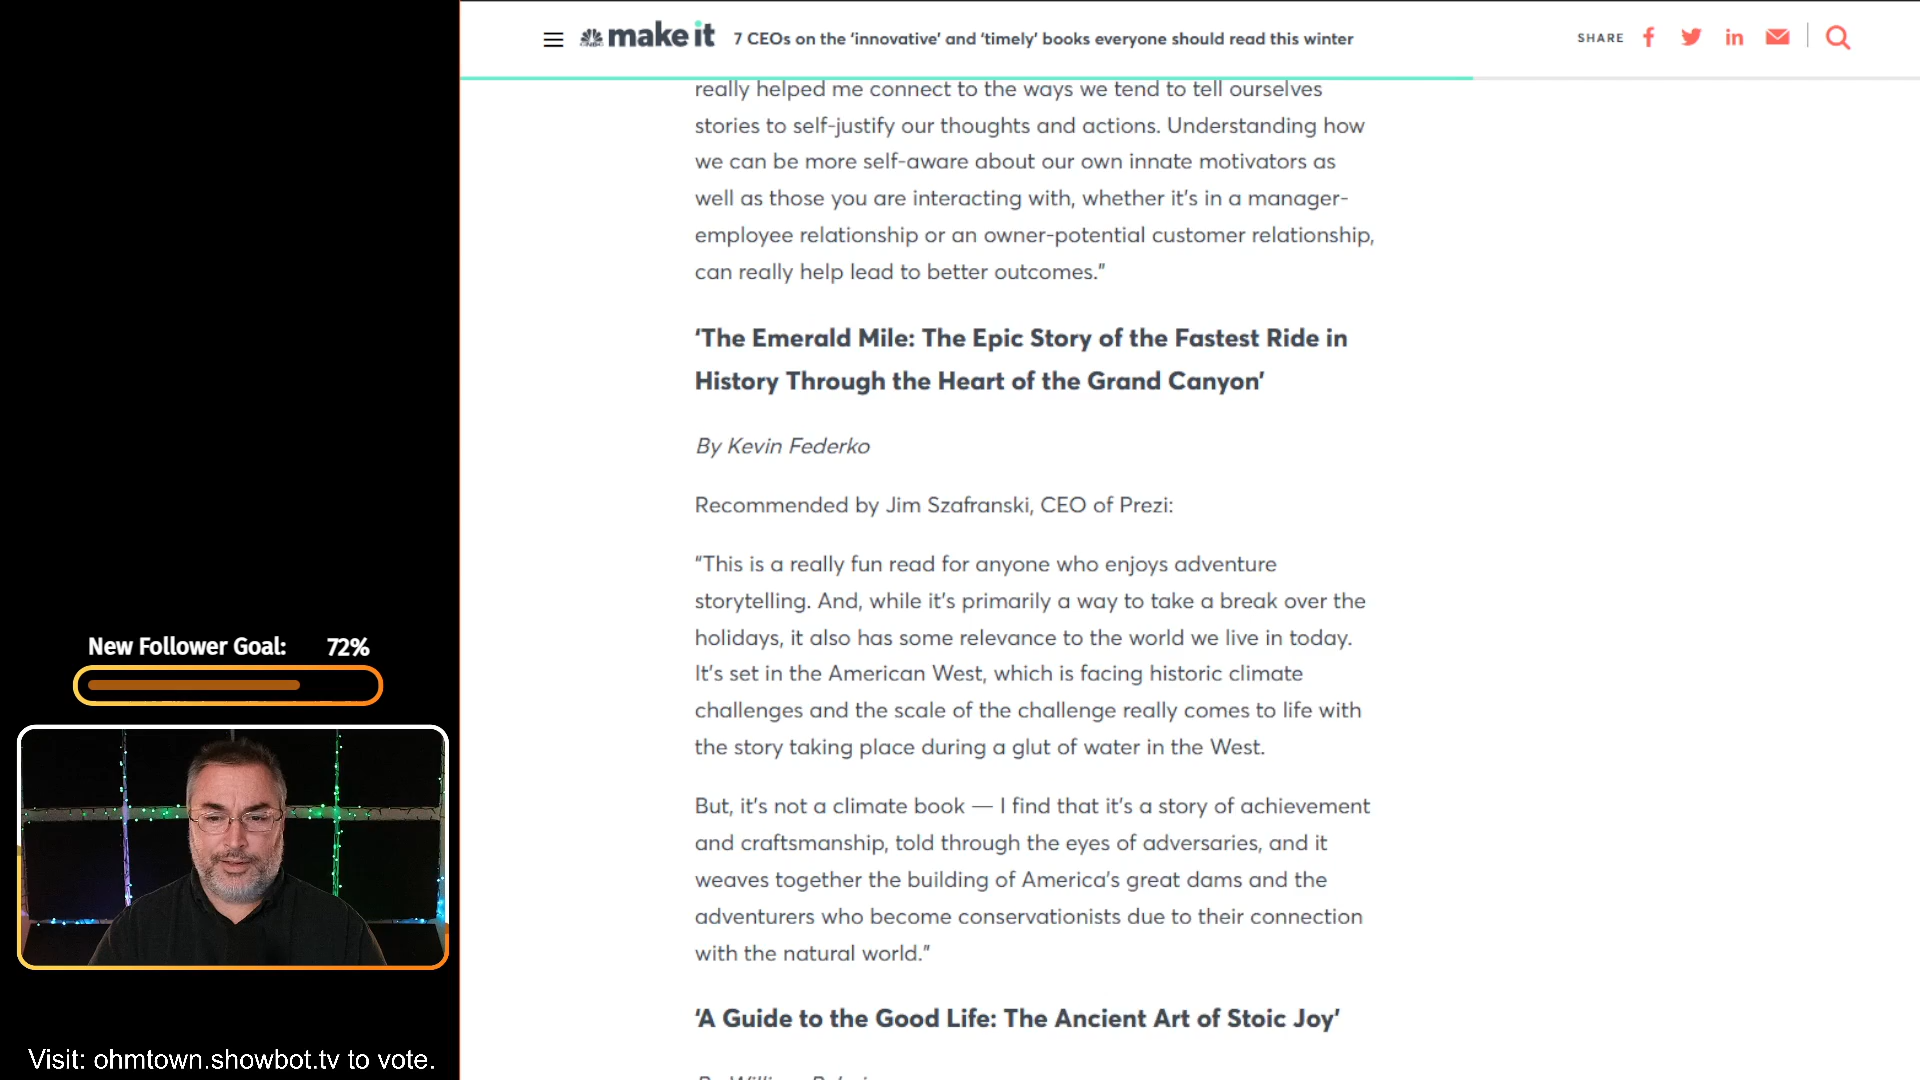 make it
7 CEOs on the ‘innovative’ and ‘timely’ books everyone should read this winter
SHARE
really helped me connect to the ways we tend to tell ourselves
stories to self-justify our thoughts and actions. Understanding how
we can be more self-aware about our own innate motivators as
well as those you are interacting with, whether it’s in a manager-
employee relationship or an owner-potential customer relationship,
can really help lead to better outcomes.”
‘The Emerald Mile: The Epic Story of the Fastest Ride in
History Through the Heart of the Grand Canyon’
By Kevin Federko
Recommended by Jim Szafranski, CEO of Prezi:
“This is a really fun read for anyone who enjoys adventure
storytelling. And, while it’s primarily a way to take a break over the
holidays, it also has some relevance to the world we live in today.
It’s set in the American West, which is facing historic climate
challenges and the scale of the challenge really comes to life with
the story taking place during a glut of water in the West.
But, it’s not a climate book — I find that it’s a story of achievement
and craftsmanship, told through the eyes of adversaries, and it
weaves together the building of America’s great dams and the
adventurers who become conservationists due to their connection
with the natural world.”
‘A Guide to the Good Life: The Ancient Art of Stoic Joy’
New Follower Goal: 72%
Visit: ohmtown.showbot.tv to vote.